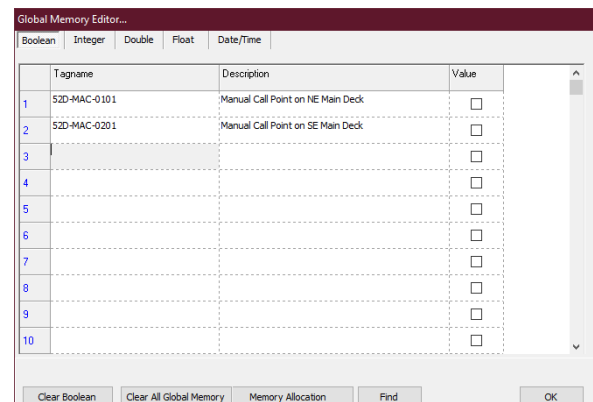 Global Memory Editor...
Boolean Integer Double Float Date/Time
Tagname Description Value
1 52D-MAC-0101 Manual Call Point on NE Main Deck
2 52D-MAC-0201 Manual Call Point on SE Main Deck
3
4
5
6
7
8
9
10
Clear Boolean Clear All Global Memory Memory Allocation Find OK